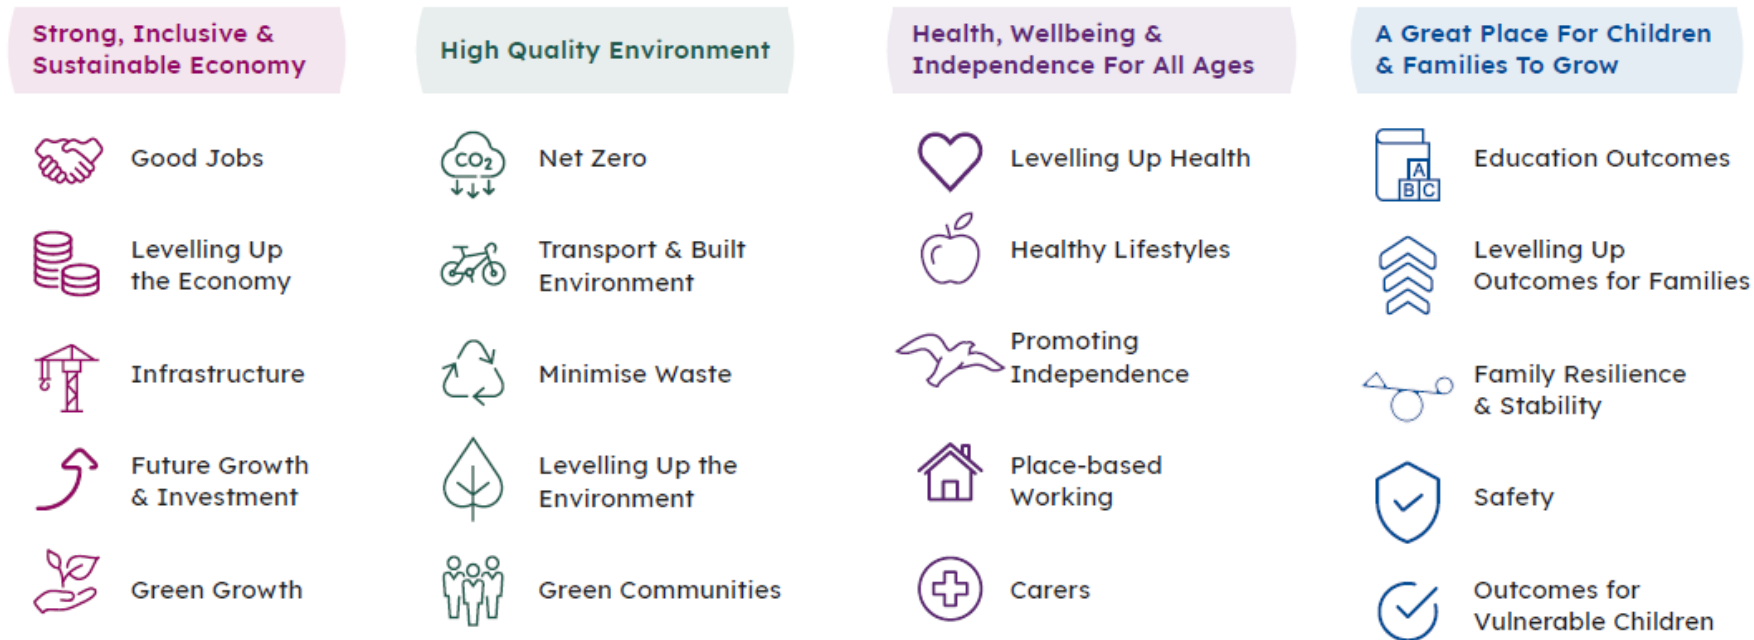 Strong, Inclusive &
Sustainable Economy
Good Jobs
Levelling Up
the Economy
Infrastructure
Future Growth
& Investment
Green Growth
High Quality Environment
CO2
Net Zero
Transport & Built
Environment
Minimise Waste
Levelling Up the
Environment
Green Communities
Health, Wellbeing &
Independence For All Ages
Levelling Up Health
Healthy Lifestyles
Promoting
Independence
Place-based
Working
Carers
A Great Place For Children
& Families To Grow
A
B C
Education Outcomes
Levelling Up
Outcomes for Families
Family Resilience
& Stability
Safety
Outcomes for
Vulnerable Children